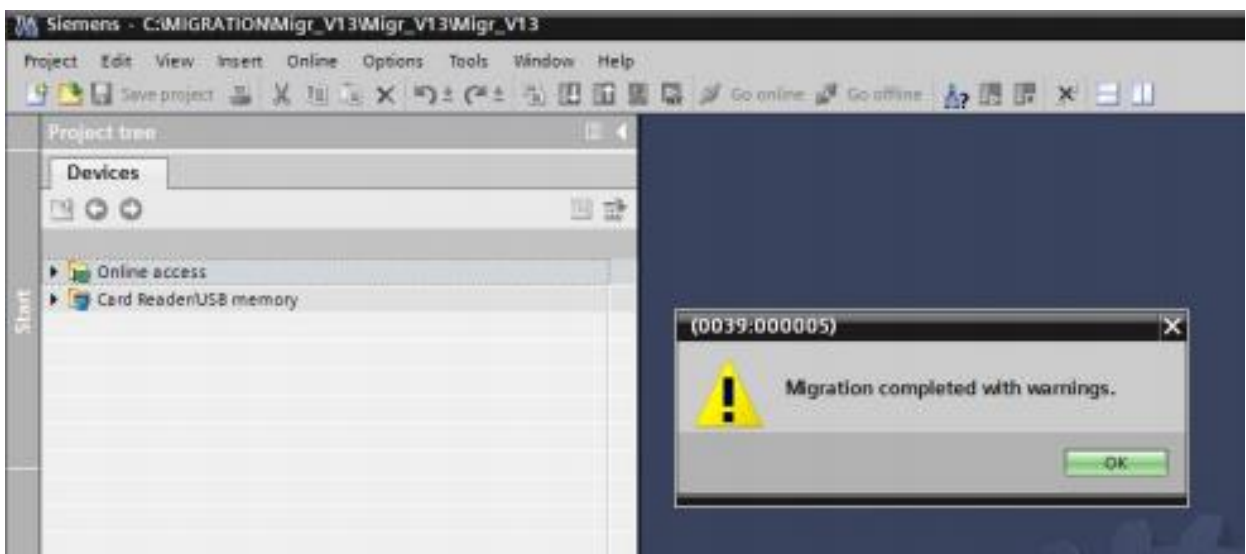 Siemens - C:\MIGRATION\Migr_V13\Migr_V13\Migr_V13
Project Edit View Insert Online Options Tools Window Help
Save project Go online Go offline
Project tree
Devices
Online access
Card Reader/USB memory
Start
(0039:000005)
Migration completed with warnings.
OK